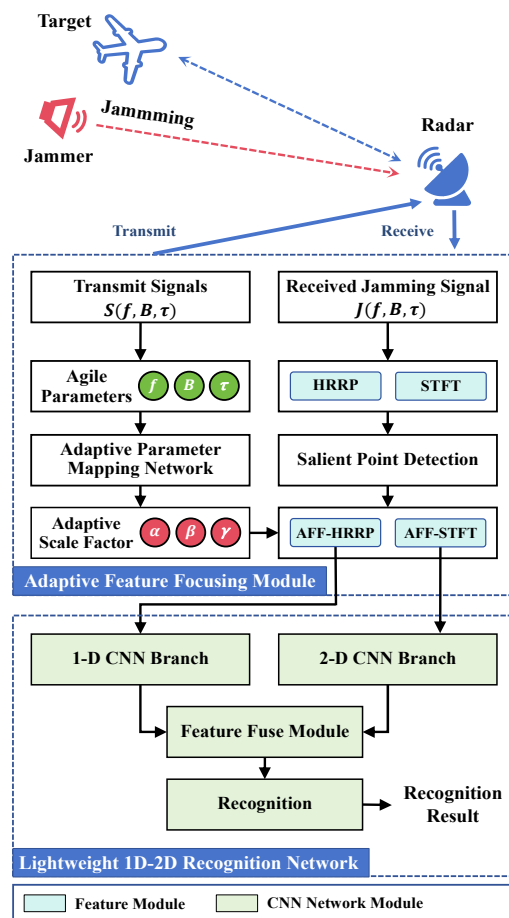 Target
Jammming
Jammer
Radar
Transmit
Receive
Transmit Signals
S(f, B, τ)
Received Jamming Signal
J(f, B, τ)
Agile
Parameters
f B τ
HRRP STFT
Adaptive Parameter
Mapping Network
Salient Point Detection
Adaptive
Scale Factor
α β γ
AFF-HRRP AFF-STFT
Adaptive Feature Focusing Module
1-D CNN Branch
2-D CNN Branch
Feature Fuse Module
Recognition
Recognition
Result
Lightweight 1D-2D Recognition Network
Feature Module
CNN Network Module